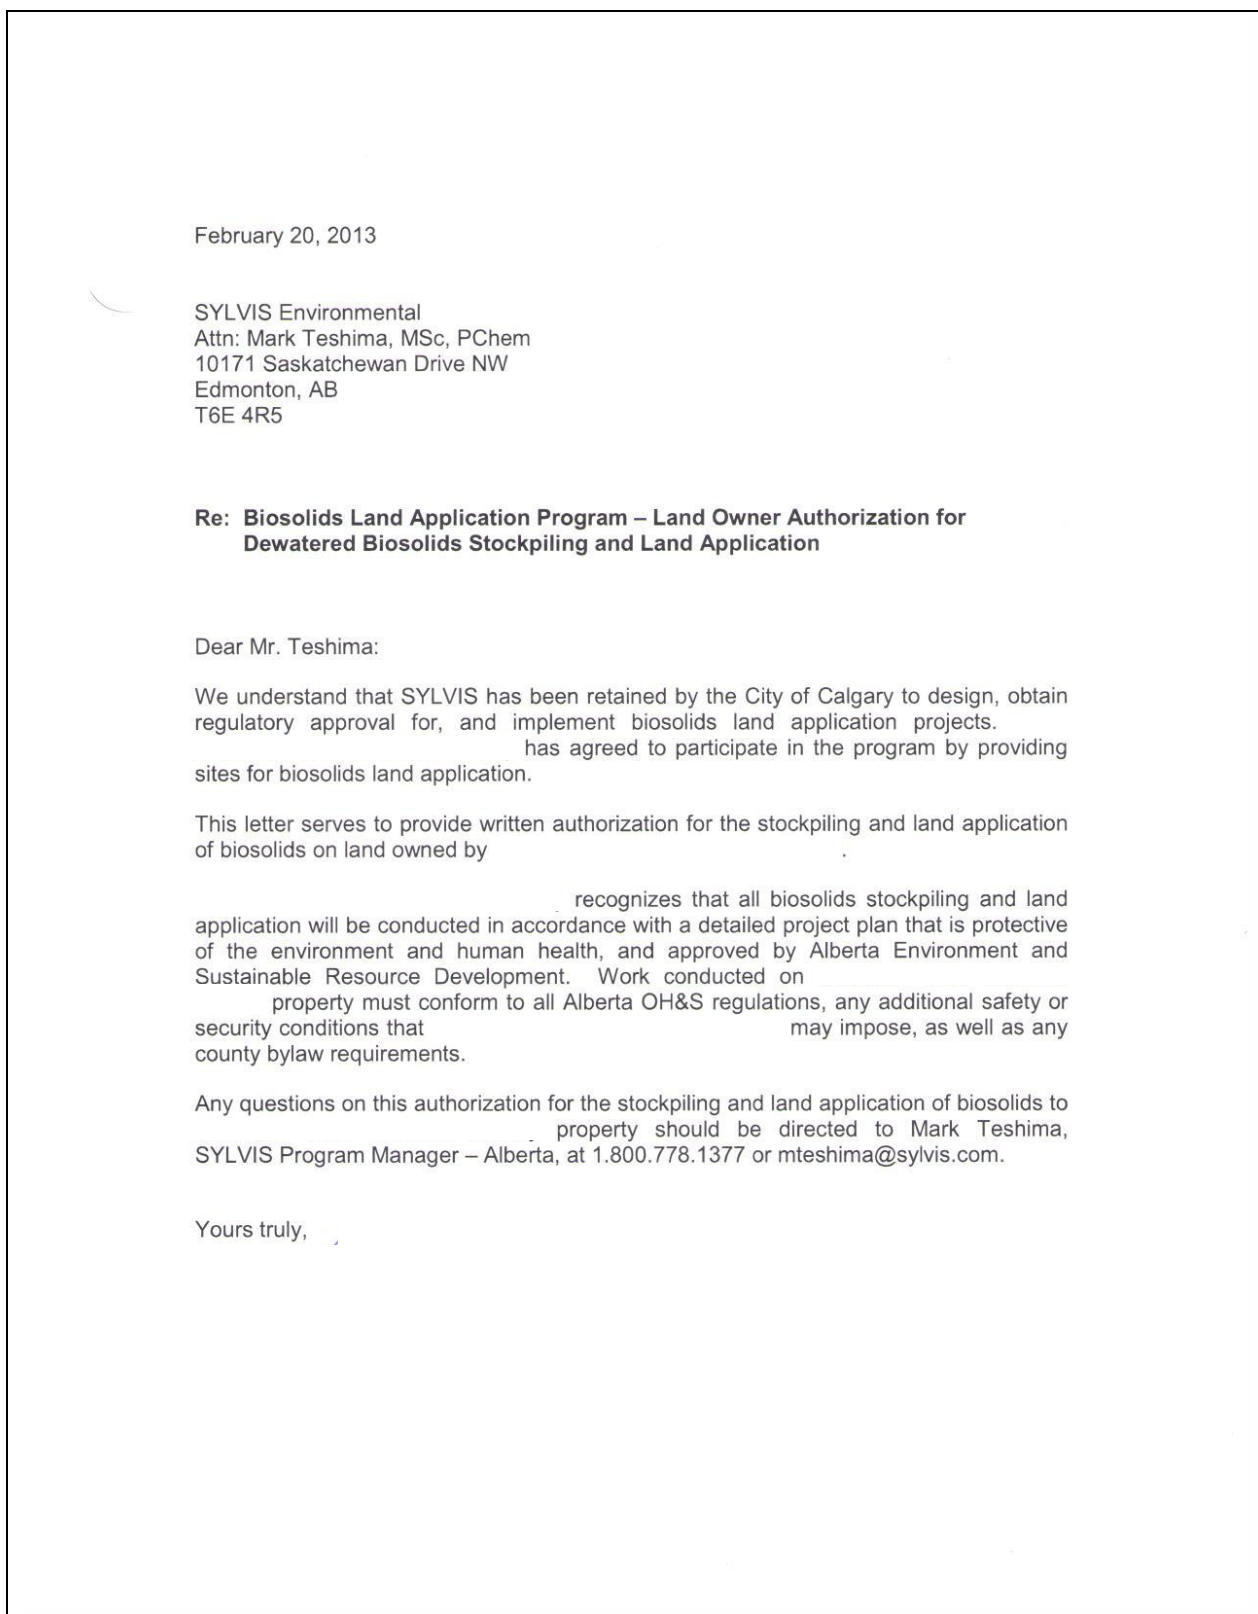 February 20, 2013
SYLVIS Environmental
Attn: Mark Teshima, MSc, PChem
10171 Saskatchewan Drive NW
Edmonton, AB
T6E 4R5
Re: Biosolids Land Application Program – Land Owner Authorization for
Dewatered Biosolids Stockpiling and Land Application
Dear Mr. Teshima:
We understand that SYLVIS has been retained by the City of Calgary to design, obtain
regulatory approval for, and implement biosolids land application projects.
has agreed to participate in the program by providing
sites for biosolids land application.
This letter serves to provide written authorization for the stockpiling and land application
of biosolids on land owned by .
recognizes that all biosolids stockpiling and land
application will be conducted in accordance with a detailed project plan that is protective
of the environment and human health, and approved by Alberta Environment and
Sustainable Resource Development. Work conducted on
property must conform to all Alberta OH&S regulations, any additional safety or
security conditions that may impose, as well as any
county bylaw requirements.
Any questions on this authorization for the stockpiling and land application of biosolids to
property should be directed to Mark Teshima,
SYLVIS Program Manager – Alberta, at 1.800.778.1377 or mteshima@sylvis.com.
Yours truly,